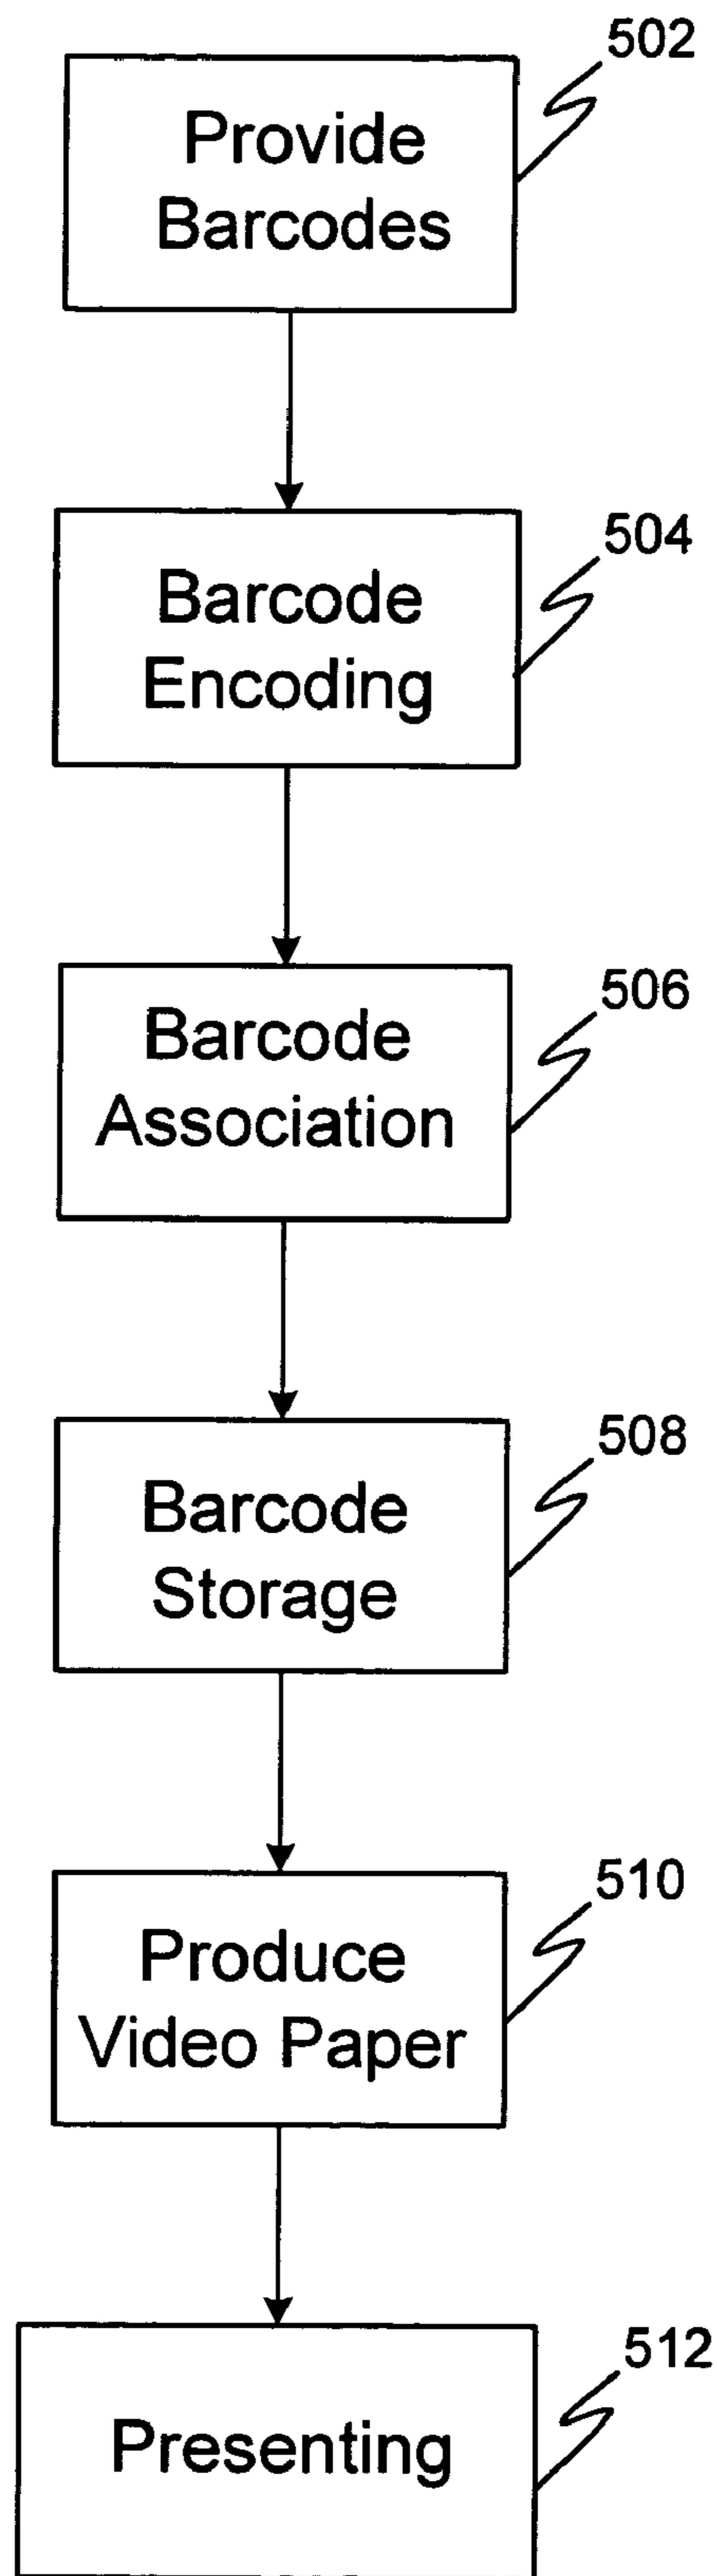 502
Provide
Barcodes
504
Barcode
Encoding
506
Barcode
Association
508
Barcode
Storage
510
Produce
Video Paper
512
Presenting